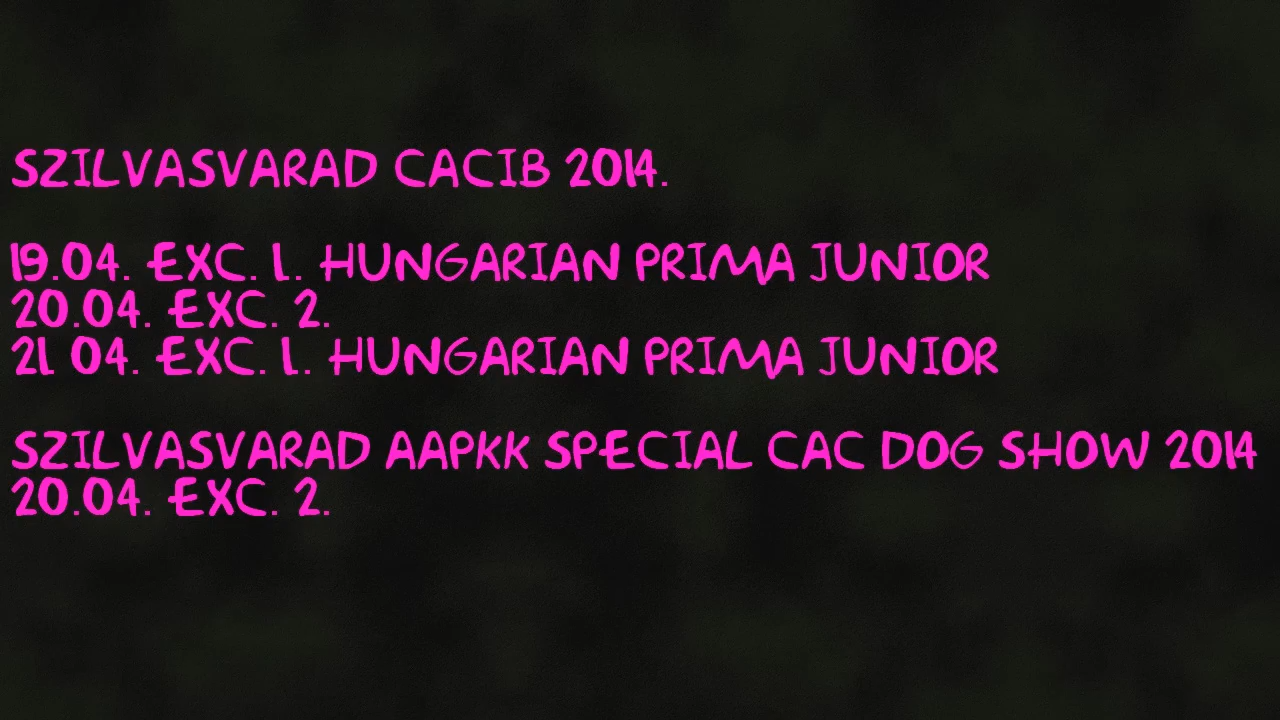 SZILVASVARAD CACIB 2014.
19.04. EXC. 1. HUNGARIAN PRIMA JUNIOR
20.04. EXC. 2.
21 04. EXC. 1. HUNGARIAN PRIMA JUNIOR
SZILVASVARAD AAPKK SPECIAL CAC DOG SHOW 2014
20.04. EXC. 2.